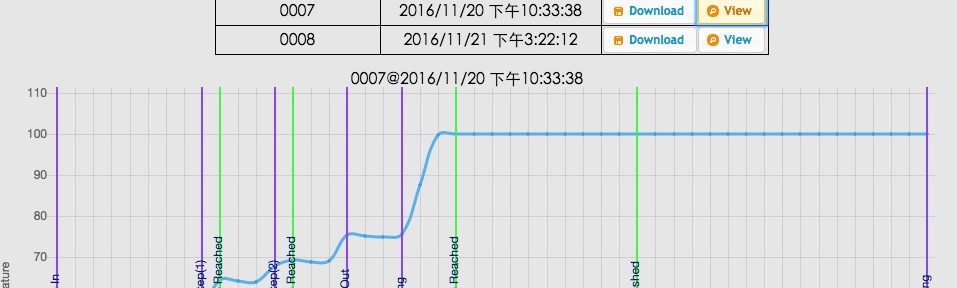 0007 2016/11/20 下午10:33:38 Download View
0008 2016/11/21 下午3:22:12 Download View
0007@2016/11/20 下午10:33:38
110
100
90
80
70
In
Reached
Reached
Out
Reached